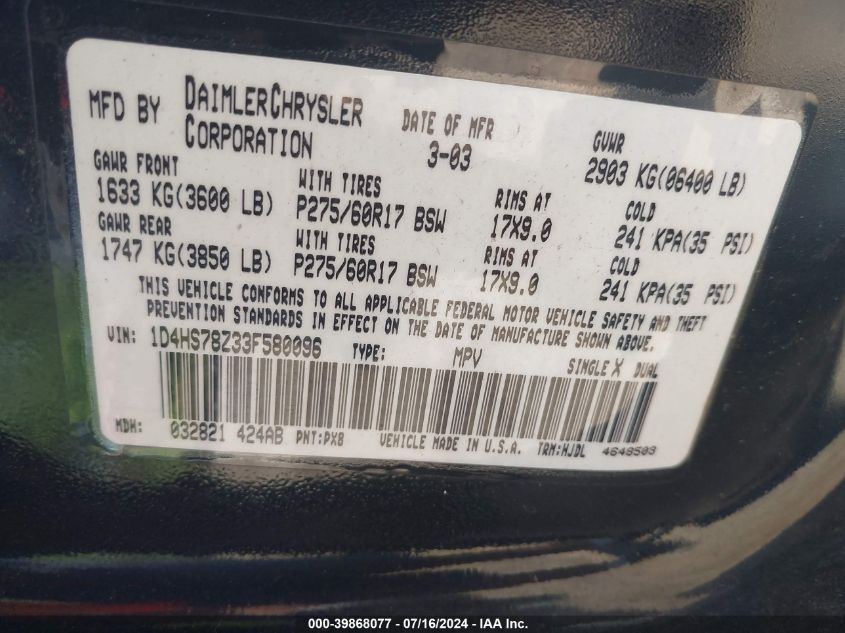 MFD BY DAIMLERCHRYSLER CORPORATION
DATE OF MFR 3-03
GVWR 2903 KG(06400 LB)
GAWR FRONT WITH TIRES RIMS AT COLD
1633 KG(3600 LB) P275/60R17 BSW 17X9.0 241 KPA(35 PSI)
GAWR REAR WITH TIRES RIMS AT COLD
1747 KG(3850 LB) P275/60R17 BSW 17X9.0 241 KPA(35 PSI)
THIS VEHICLE CONFORMS TO ALL APPLICABLE FEDERAL MOTOR VEHICLE SAFETY AND THEFT
PREVENTION STANDARDS IN EFFECT ON THE DATE OF MANUFACTURE SHOWN ABOVE.
VIN: 1D4HS78Z33F580096 TYPE: MPV SINGLE X DUAL
MDH: 032821 424AB PNT:PX8 VEHICLE MADE IN U.S.A. TRM:HJDL 4648503
000-39868077 / 07/16/2024 - Copyright IAA, Inc.